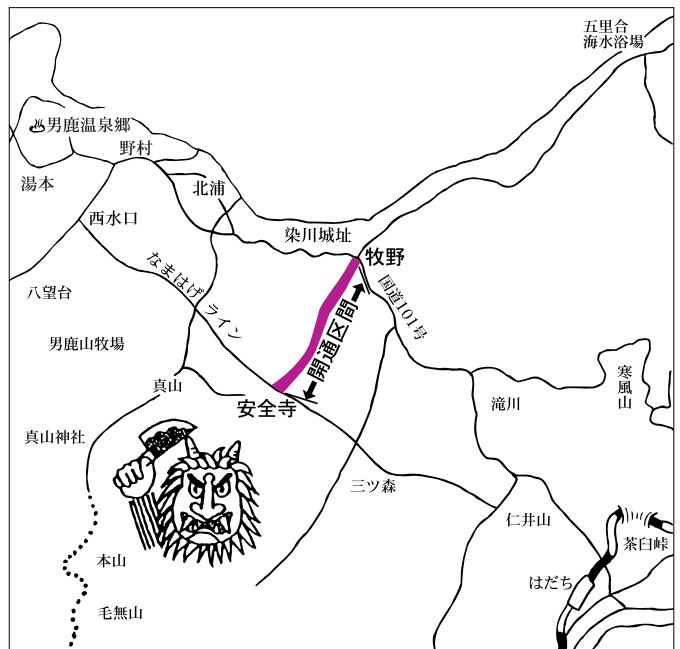 五里合
海水浴場
男鹿温泉郷
野村
湯本
北浦
西水口
染川城址
牧野
なまはげライン
国道101号
八望台
開通区間
男鹿山牧場
真山
安全寺
滝川
寒風山
真山神社
三ツ森
仁井山
茶臼峠
本山
はだち
毛無山